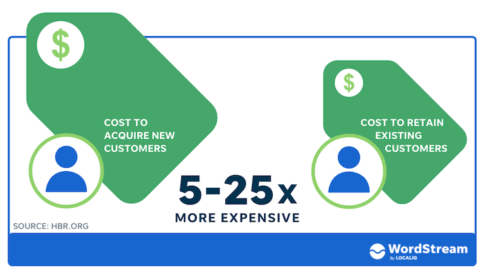 $
COST TO
ACQUIRE NEW
CUSTOMERS
$
COST TO RETAIN
EXISTING
CUSTOMERS
5-25x
MORE EXPENSIVE
SOURCE: HBR.ORG
WordStream
By LOCALiQ